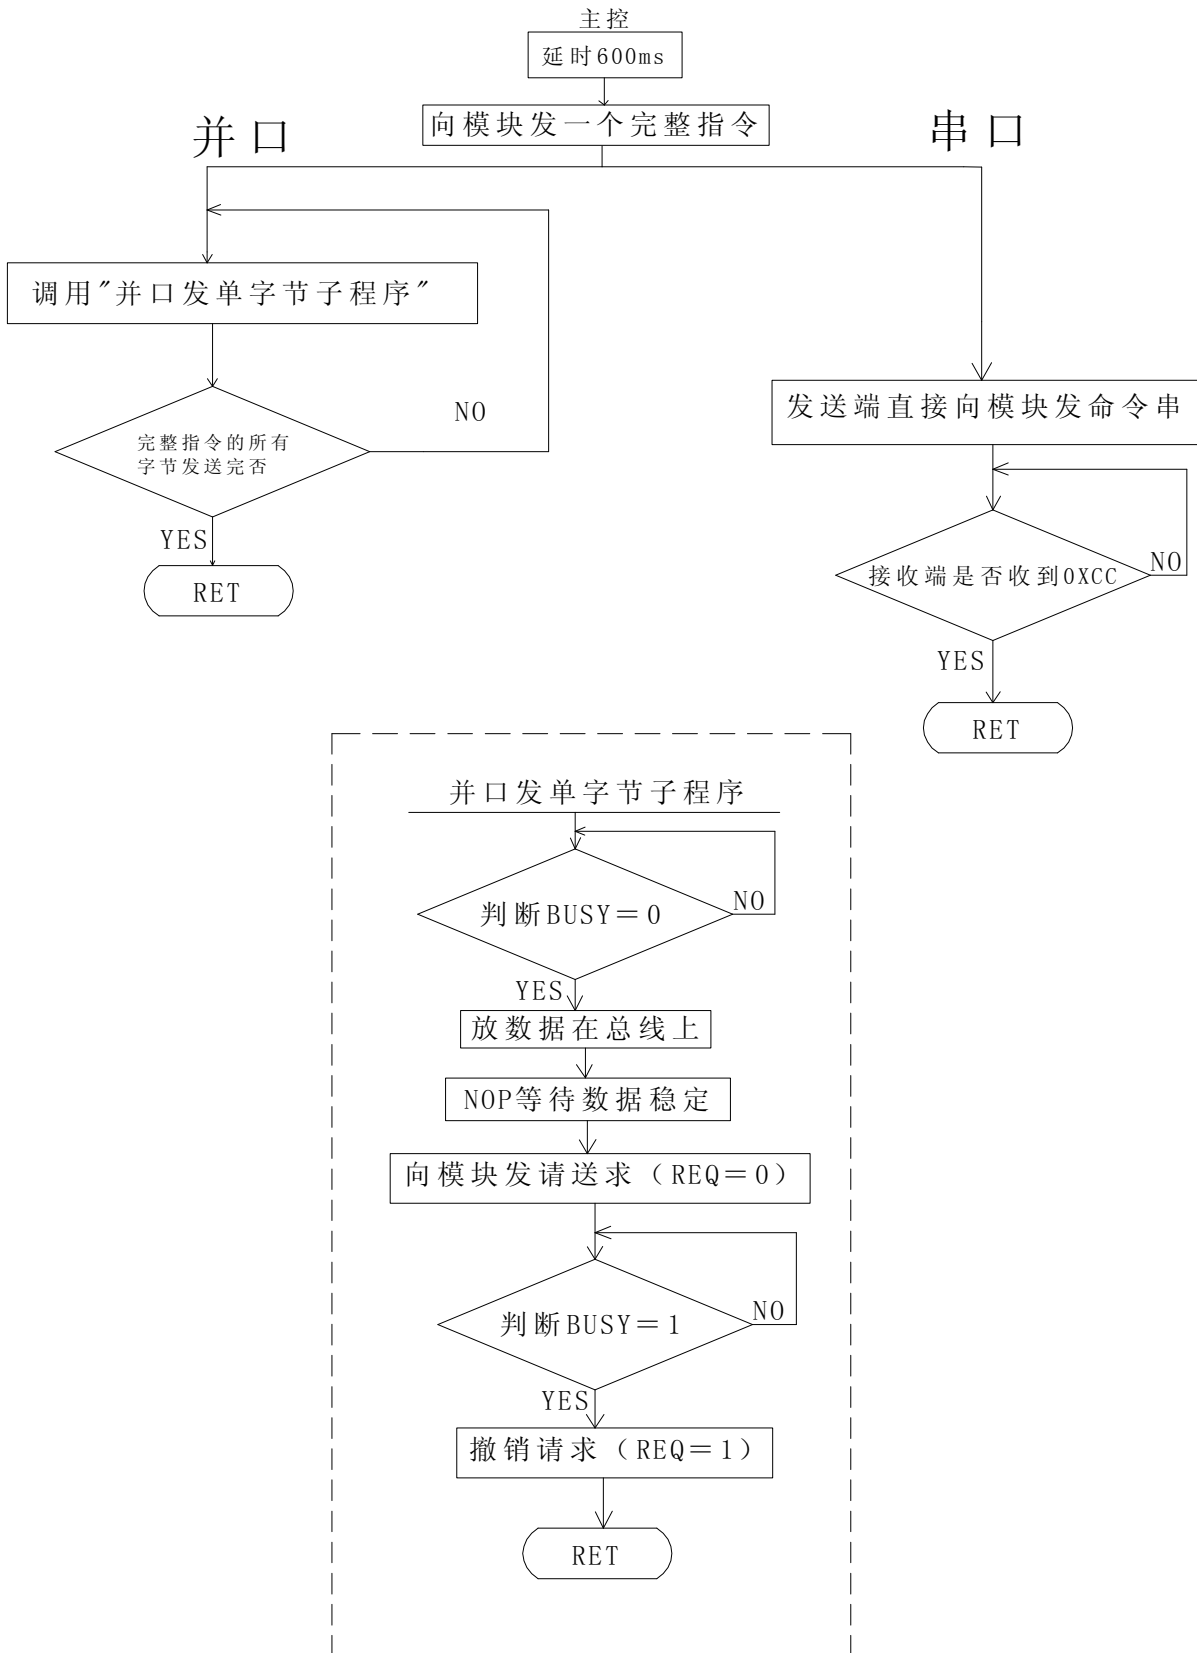 主控
延时600ms
向模块发一个完整指令
并口
串口
调用"并口发单字节子程序"
完整指令的所有
字节发送完否
NO
YES
RET
发送端直接向模块发命令串
接收端是否收到0XCC
NO
YES
RET
并口发单字节子程序
判断BUSY＝0
NO
YES
放数据在总线上
NOP等待数据稳定
向模块发请送求（REQ＝0）
判断BUSY＝1
NO
YES
撤销请求（REQ＝1）
RET